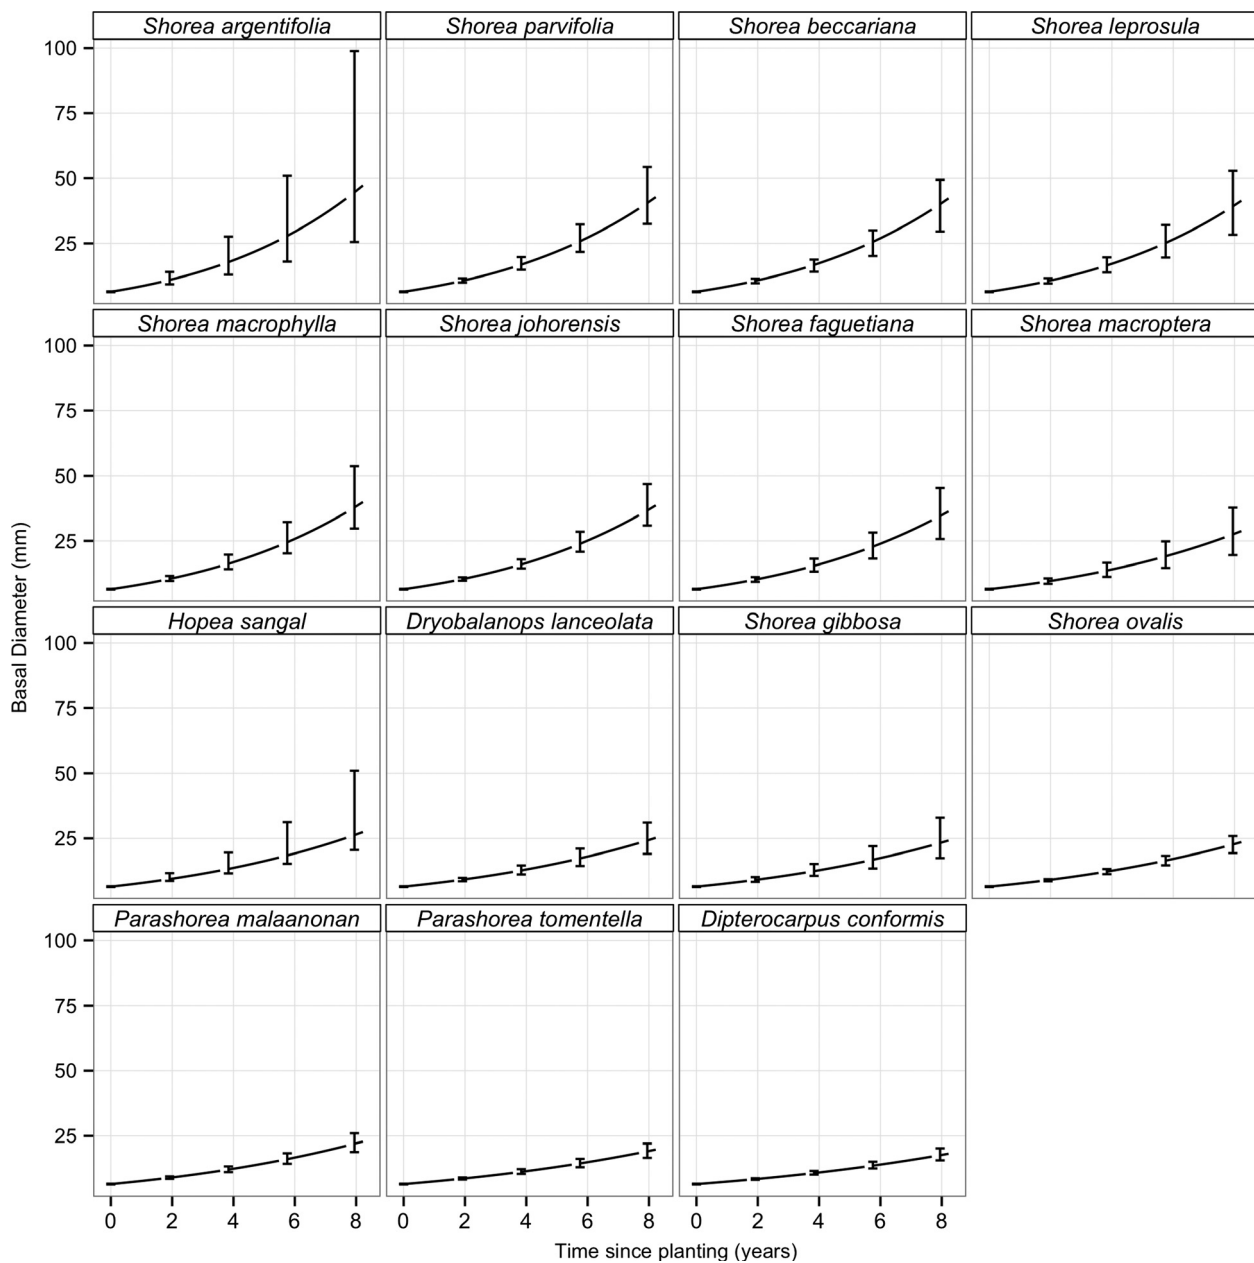 Shorea argentifolia Shorea parvifolia Shorea beccariana Shorea leprosula
100
75
50
25
Shorea macrophylla Shorea johorensis Shorea faguetiana Shorea macroptera
100
75
50
25
Hopea sangal Dryobalanops lanceolata Shorea gibbosa Shorea ovalis
100
75
50
25
Parashorea malaanonan Parashorea tomentella Dipterocarpus conformis
100
75
50
25
Basal Diameter (mm)
0 2 4 6 8 0 2 4 6 8 0 2 4 6 8
Time since planting (years)